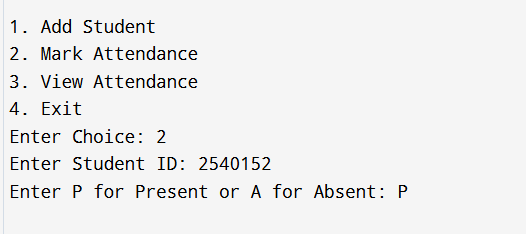 1. Add Student
2. Mark Attendance
3. View Attendance
4. Exit
Enter Choice: 2
Enter Student ID: 2540152
Enter P for Present or A for Absent: P